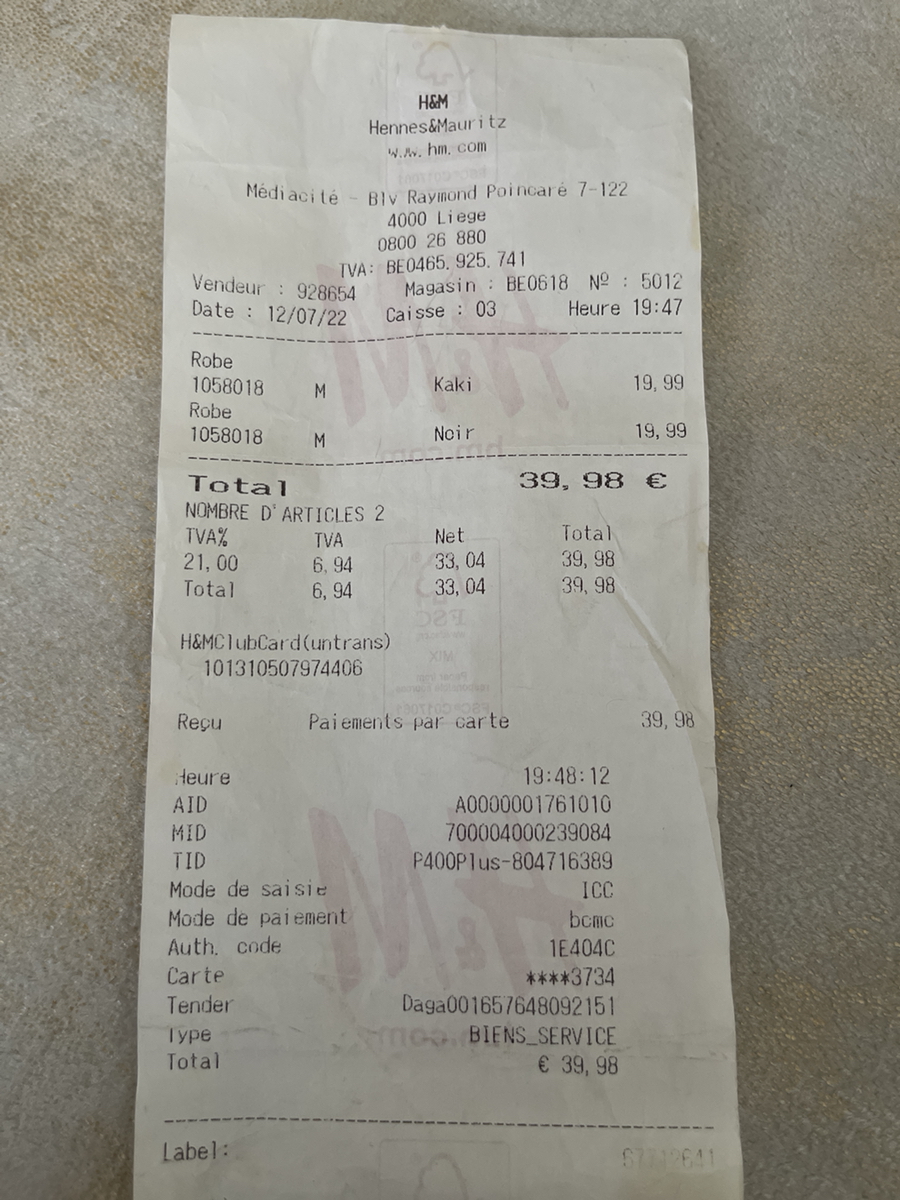 H&M
Hennes&Mauritz
www.hm.com
Médiacité - Blv Raymond Poincaré 7-122
4000 Liege
0800 26 880
TVA: BE0465.925.741
Vendeur : 928654 Magasin : BE0618 Nº : 5012
Date : 12/07/22 Caisse : 03 Heure 19:47
Robe
1058018 M Kaki 19,99
Robe
1058018 M Noir 19,99
Total 39,98 €
NOMBRE D'ARTICLES 2
TVA% TVA Net Total
21,00 6,94 33,04 39,98
Total 6,94 33,04 39,98
H&MClubCard(untrans)
101310507974406
Reçu Paiements par carte 39,98
Heure 19:48:12
AID A0000001761010
MID 700004000239084
TID P400Plus-804716389
Mode de saisie ICC
Mode de paiement bcmc
Auth. code 1E404C
Carte ****3734
Tender Daga001657648092151
Type BIENS_SERVICE
Total € 39,98
Label: